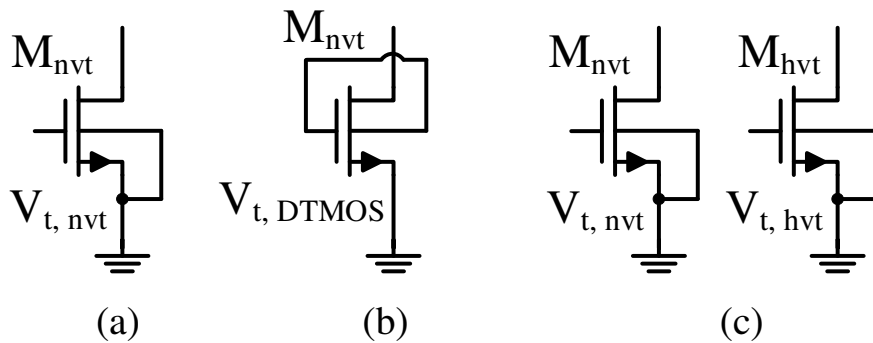 M_nvt
M_nvt
M_nvt
M_hvt
V_t, nvt
V_t, DTMOS
V_t, nvt
V_t, hvt
(a)
(b)
(c)